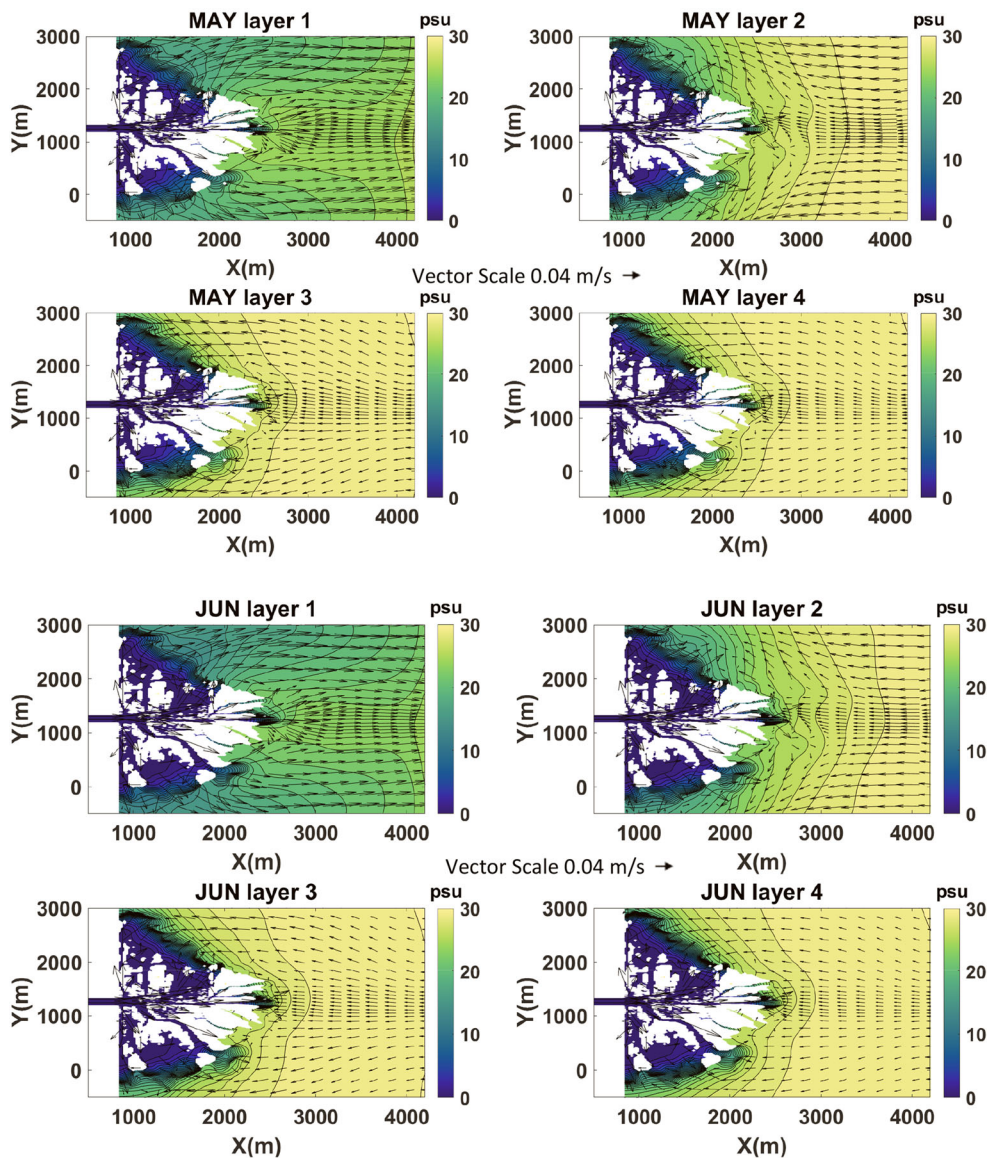 MAY layer 1
psu
MAY layer 2
psu
3000
2000
1000
0
Y(m)
1000 2000 3000 4000
X(m)
30
20
10
0
3000
2000
1000
0
Y(m)
1000 2000 3000 4000
X(m)
30
20
10
0
Vector Scale 0.04 m/s
MAY layer 3
psu
MAY layer 4
psu
3000
2000
1000
0
Y(m)
1000 2000 3000 4000
X(m)
30
20
10
0
3000
2000
1000
0
Y(m)
1000 2000 3000 4000
X(m)
30
20
10
0
JUN layer 1
psu
JUN layer 2
psu
3000
2000
1000
0
Y(m)
1000 2000 3000 4000
X(m)
30
20
10
0
3000
2000
1000
0
Y(m)
1000 2000 3000 4000
X(m)
30
20
10
0
Vector Scale 0.04 m/s
JUN layer 3
psu
JUN layer 4
psu
3000
2000
1000
0
Y(m)
1000 2000 3000 4000
X(m)
30
20
10
0
3000
2000
1000
0
Y(m)
1000 2000 3000 4000
X(m)
30
20
10
0